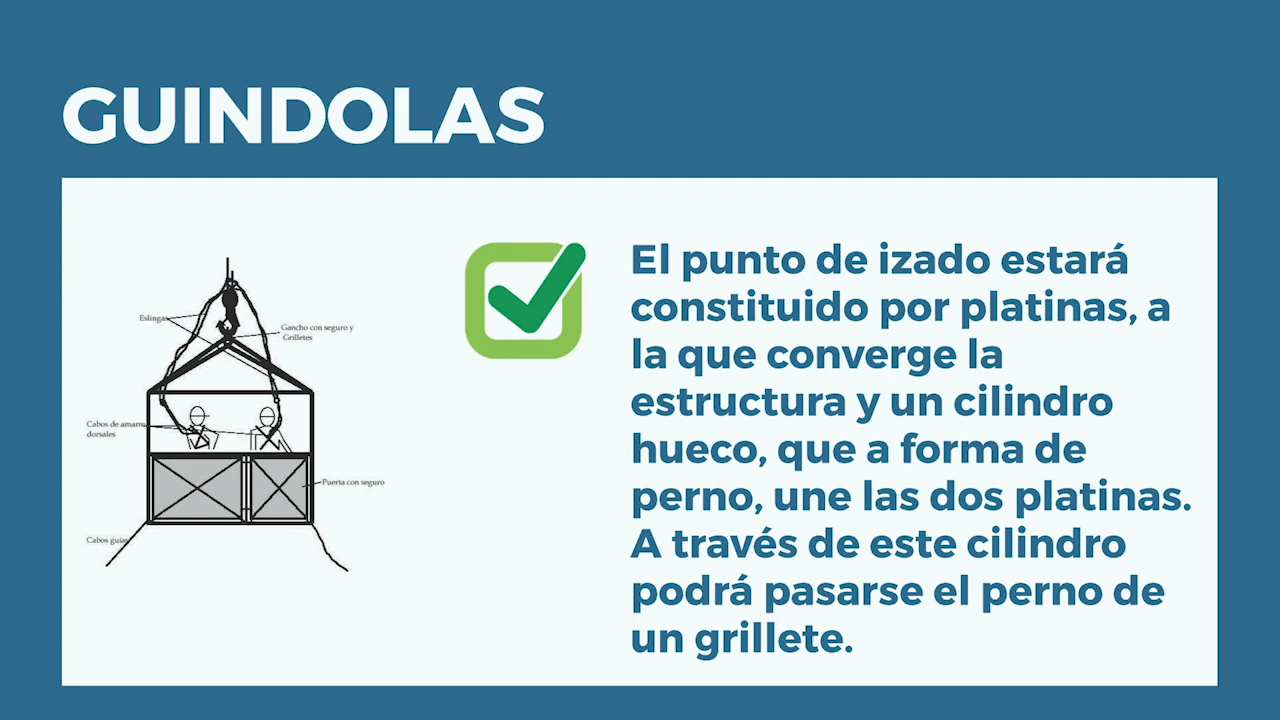 GUINDOLAS
El punto de izado estará
constituido por platinas, a
la que converge la
estructura y un cilindro
hueco, que a forma de
perno, une las dos platinas.
A través de este cilindro
podrá pasarse el perno de
un grillete.
Eslingas
Gancho con seguro y
Grilletes
Cabos de amarre
dorsales
Puerta con seguro
Cabos guías